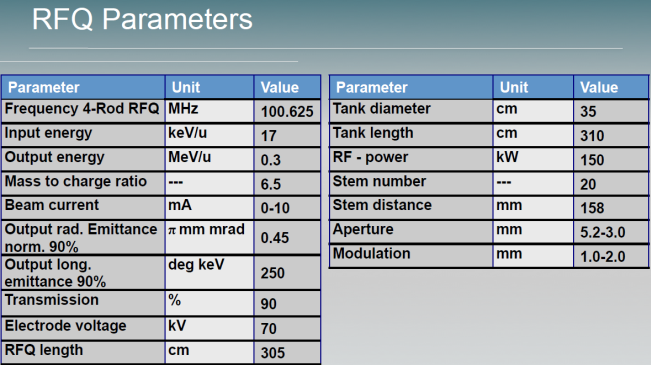 RFQ Parameters
Parameter Unit Value
Frequency 4-Rod RFQ MHz 100.625
Input energy keV/u 17
Output energy MeV/u 0.3
Mass to charge ratio --- 6.5
Beam current mA 0-10
Output rad. Emittance norm. 90% π mm mrad 0.45
Output long. emittance 90% deg keV 250
Transmission % 90
Electrode voltage kV 70
RFQ length cm 305
Parameter Unit Value
Tank diameter cm 35
Tank length cm 310
RF - power kW 150
Stem number --- 20
Stem distance mm 158
Aperture mm 5.2-3.0
Modulation mm 1.0-2.0